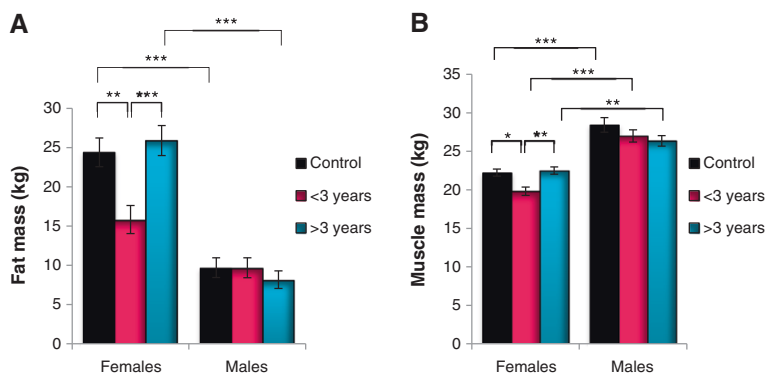 A
***
***
** ***
30
25
20
15
10
5
0
Fat mass (kg)
Females Males
Control
<3 years
>3 years
B
***
***
**
* **
35
30
25
20
15
10
5
0
Muscle mass (kg)
Females Males
Control
<3 years
>3 years